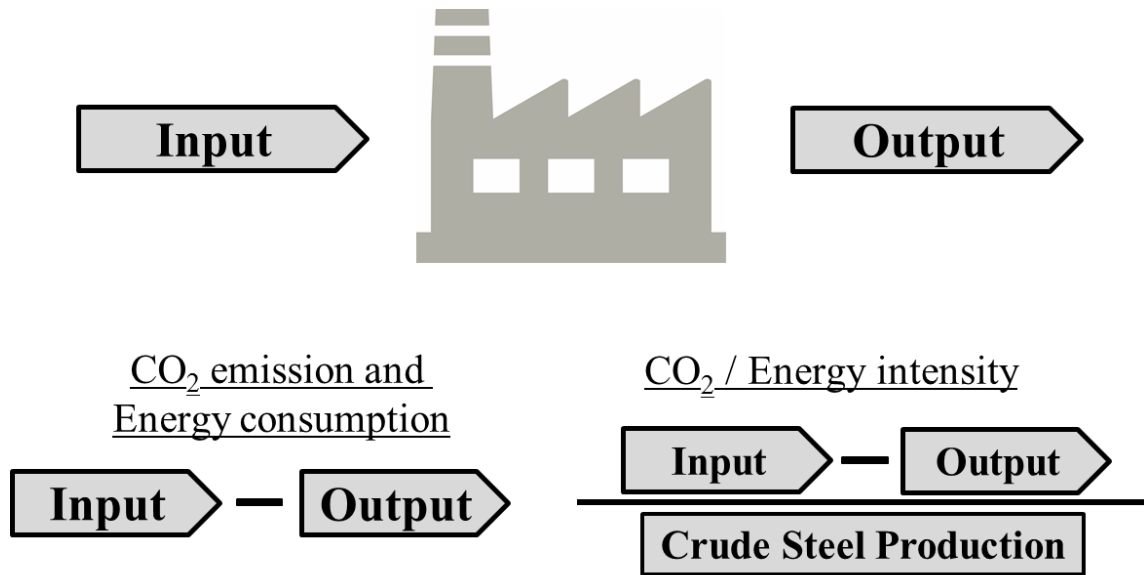 Input
Output
CO₂ emission and
Energy consumption
Input — Output
CO₂ / Energy intensity
Input — Output
Crude Steel Production